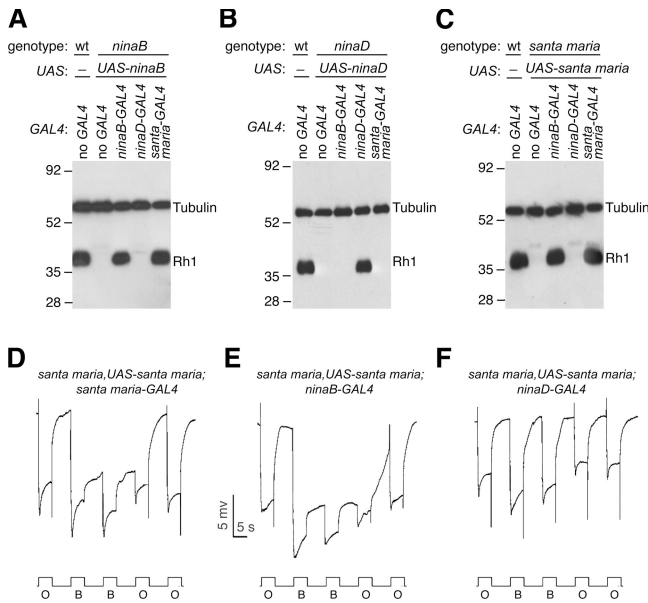 A
genotype: wt ninaB
UAS: – UAS-ninaB
GAL4: no GAL4 no GAL4 ninaB-GAL4 ninaD-GAL4 santa-GAL4 maria-
92
52
35
28
Tubulin
Rh1
B
genotype: wt ninaD
UAS: – UAS-ninaD
GAL4: no GAL4 no GAL4 ninaB-GAL4 ninaD-GAL4 santa-GAL4 maria-
92
52
35
28
Tubulin
Rh1
C
genotype: wt santa maria
UAS: – UAS-santa maria
GAL4: no GAL4 no GAL4 ninaB-GAL4 ninaD-GAL4 santa-GAL4 maria-
92
52
35
28
Tubulin
Rh1
D
santa maria,UAS-santa maria;
santa maria-GAL4
O B B O O
E
santa maria,UAS-santa maria;
ninaB-GAL4
5 mv
5 s
O B B O O
F
santa maria,UAS-santa maria;
ninaD-GAL4
O B B O O